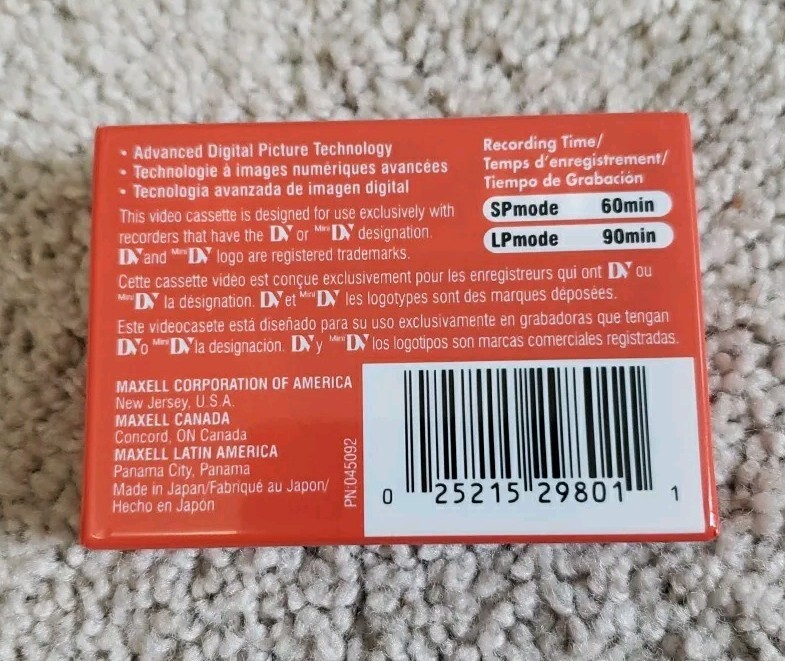 • Advanced Digital Picture Technology
• Technologie à images numériques avancées
• Tecnología avanzada de imagen digital
Recording Time/
Temps d'enregistrement/
Tiempo de Grabación
SPmode 60min
LPmode 90min
This video cassette is designed for use exclusively with
recorders that have the DV or Mini DV designation.
DV and Mini DV logo are registered trademarks.
Cette cassette vidéo est conçue exclusivement pour les enregistreurs qui ont DV ou
Mini DV la désignation. DV et Mini DV les logotypes sont des marques déposées.
Este videocasete está diseñado para su uso exclusivamente en grabadoras que tengan
DV o Mini DV la designación. DV y Mini DV los logotipos son marcas comerciales registradas.
MAXELL CORPORATION OF AMERICA
New Jersey, U.S.A.
MAXELL CANADA
Concord, ON Canada
MAXELL LATIN AMERICA
Panama City, Panama
Made in Japan/Fabriqué au Japon/
Hecho en Japón
PN:045092
0 25215 29801 1